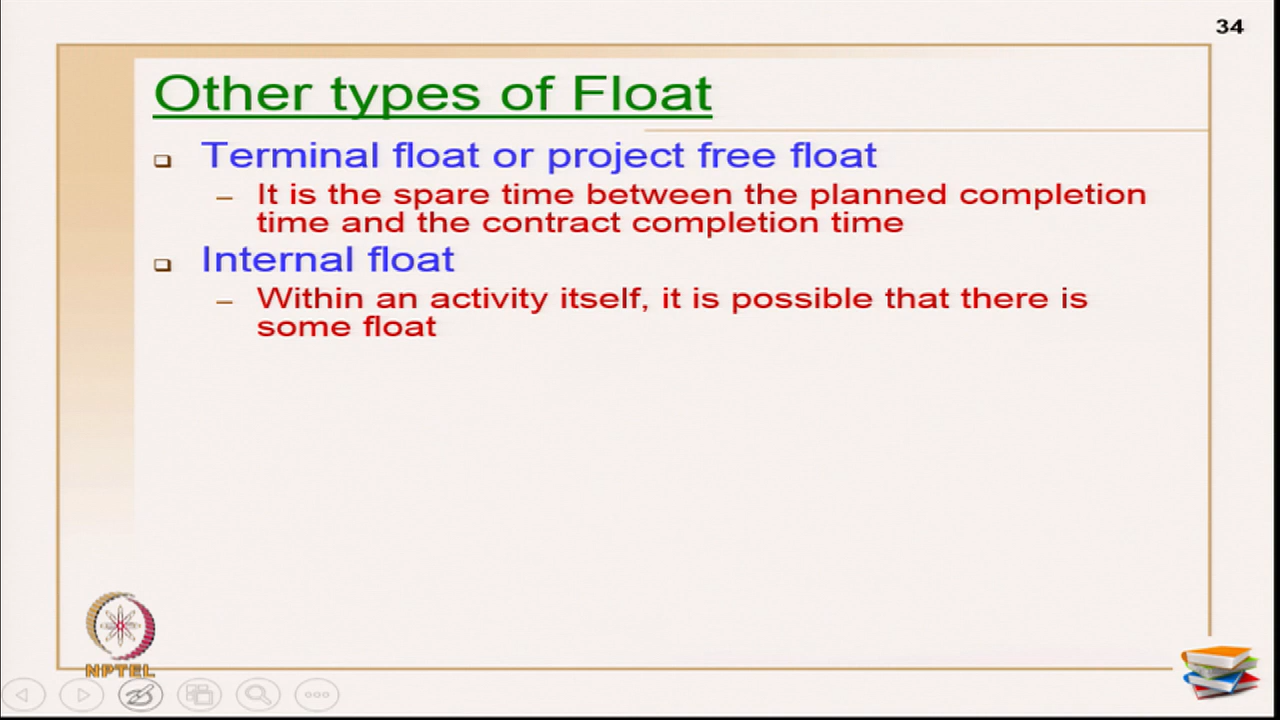 34
Other types of Float
Terminal float or project free float
– It is the spare time between the planned completion
time and the contract completion time
Internal float
– Within an activity itself, it is possible that there is
some float
NPTEL